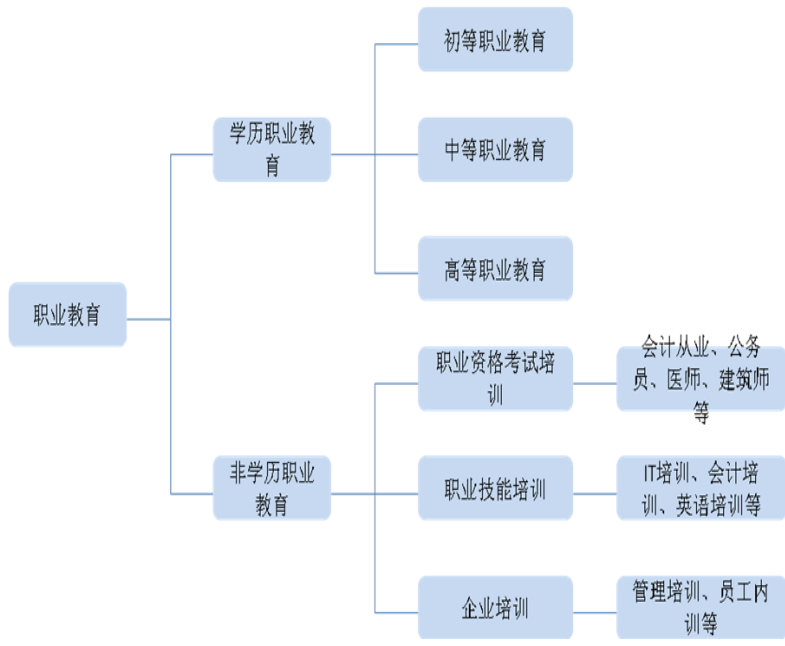 初等职业教育
学历职业教
育
中等职业教育
高等职业教育
职业教育
职业资格考试培
训
会计从业、公务
员、医师、建筑师
等
非学历职业
教育
职业技能培训
IT培训、会计培
训、英语培训等
企业培训
管理培训、员工内
训等